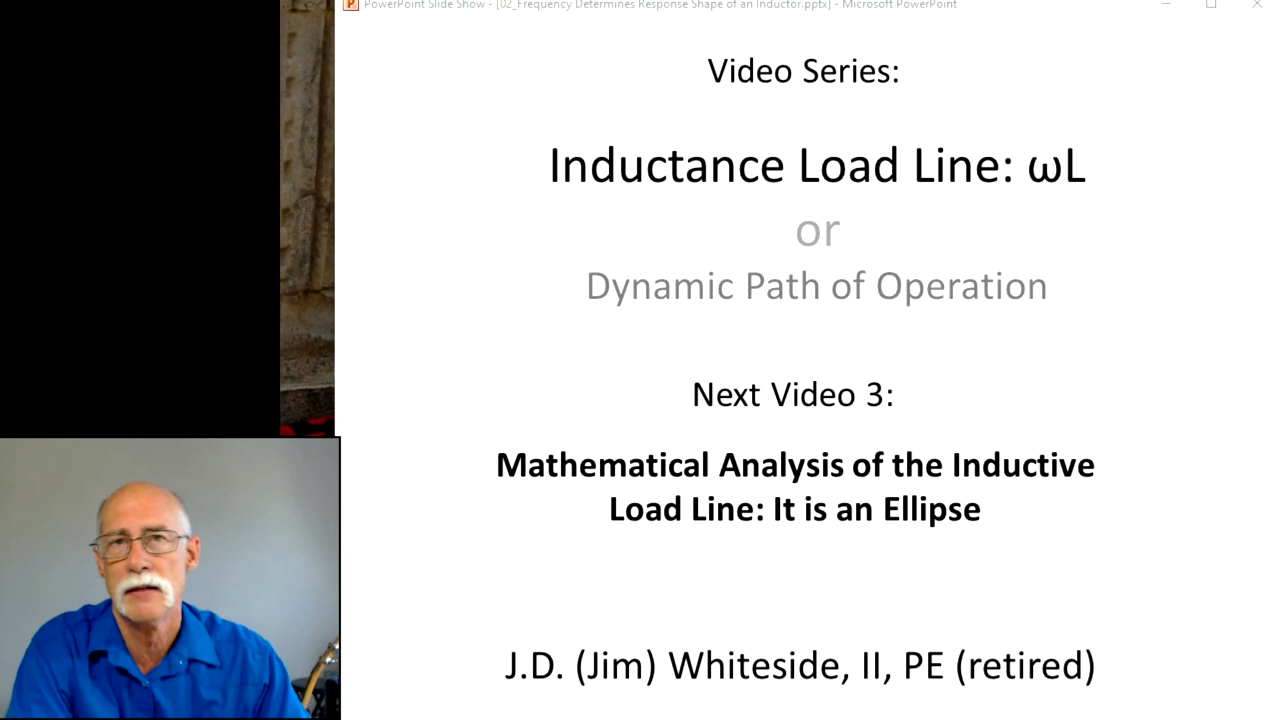 PowerPoint Slide Show - [02_Frequency Determines Response Shape of an Inductor.pptx] - Microsoft PowerPoint
Video Series:
Inductance Load Line: ωL
or
Dynamic Path of Operation
Next Video 3:
Mathematical Analysis of the Inductive
Load Line: It is an Ellipse
J.D. (Jim) Whiteside, II, PE (retired)